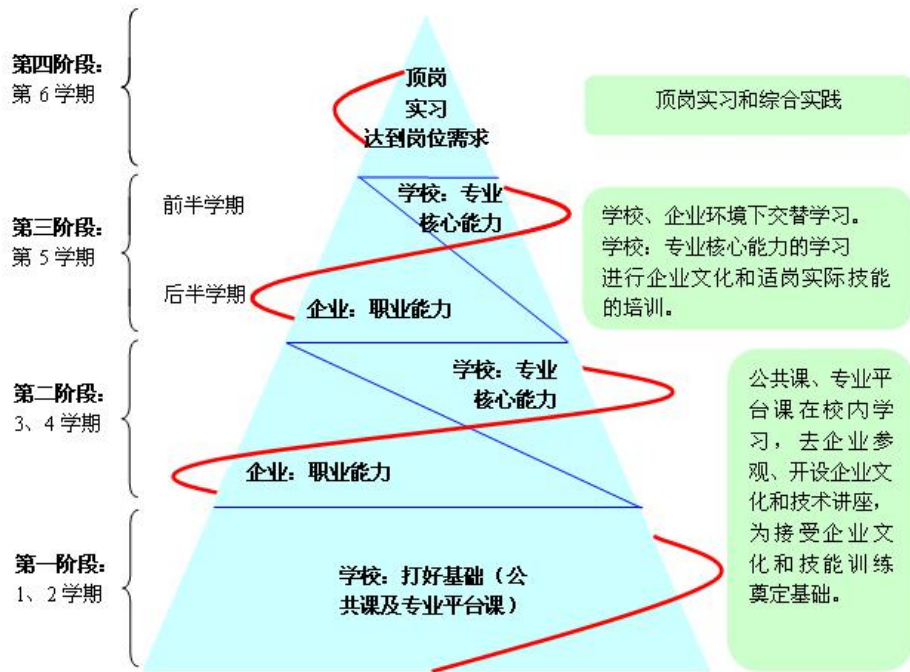 第四阶段：
第 6 学期
顶岗
实习
达到岗位需求
顶岗实习和综合实践
第三阶段：
第 5 学期
前半学期
后半学期
学校：专业
核心能力
企业：职业能力
学校、企业环境下交替学习。
学校：专业核心能力的学习
进行企业文化和适岗实际技能
的培训。
第二阶段：
3、4 学期
学校：专业
核心能力
企业：职业能力
公共课、专业平
台课在校内学
习，去企业参
观、开设企业文
化和技术讲座，
为接受企业文
化和技能训练
奠定基础。
第一阶段：
1、2 学期
学校：打好基础（公
共课及专业平台课）